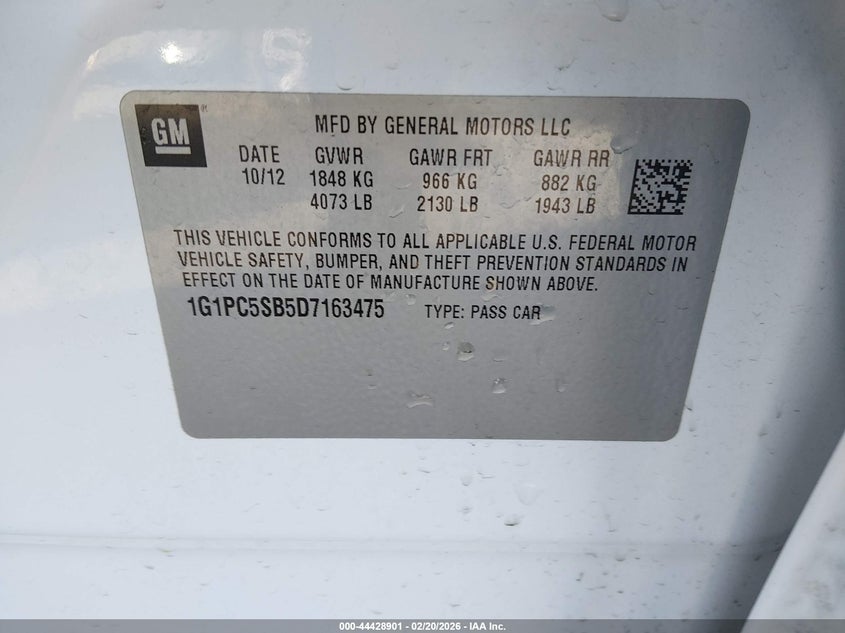 GM
MFD BY GENERAL MOTORS LLC
DATE GVWR GAWR FRT GAWR RR
10/12 1848 KG 966 KG 882 KG
4073 LB 2130 LB 1943 LB
THIS VEHICLE CONFORMS TO ALL APPLICABLE U.S. FEDERAL MOTOR
VEHICLE SAFETY, BUMPER, AND THEFT PREVENTION STANDARDS IN
EFFECT ON THE DATE OF MANUFACTURE SHOWN ABOVE.
1G1PC5SB5D7163475 TYPE: PASS CAR
000-44428901 - 02/20/2026 - IAA Inc.